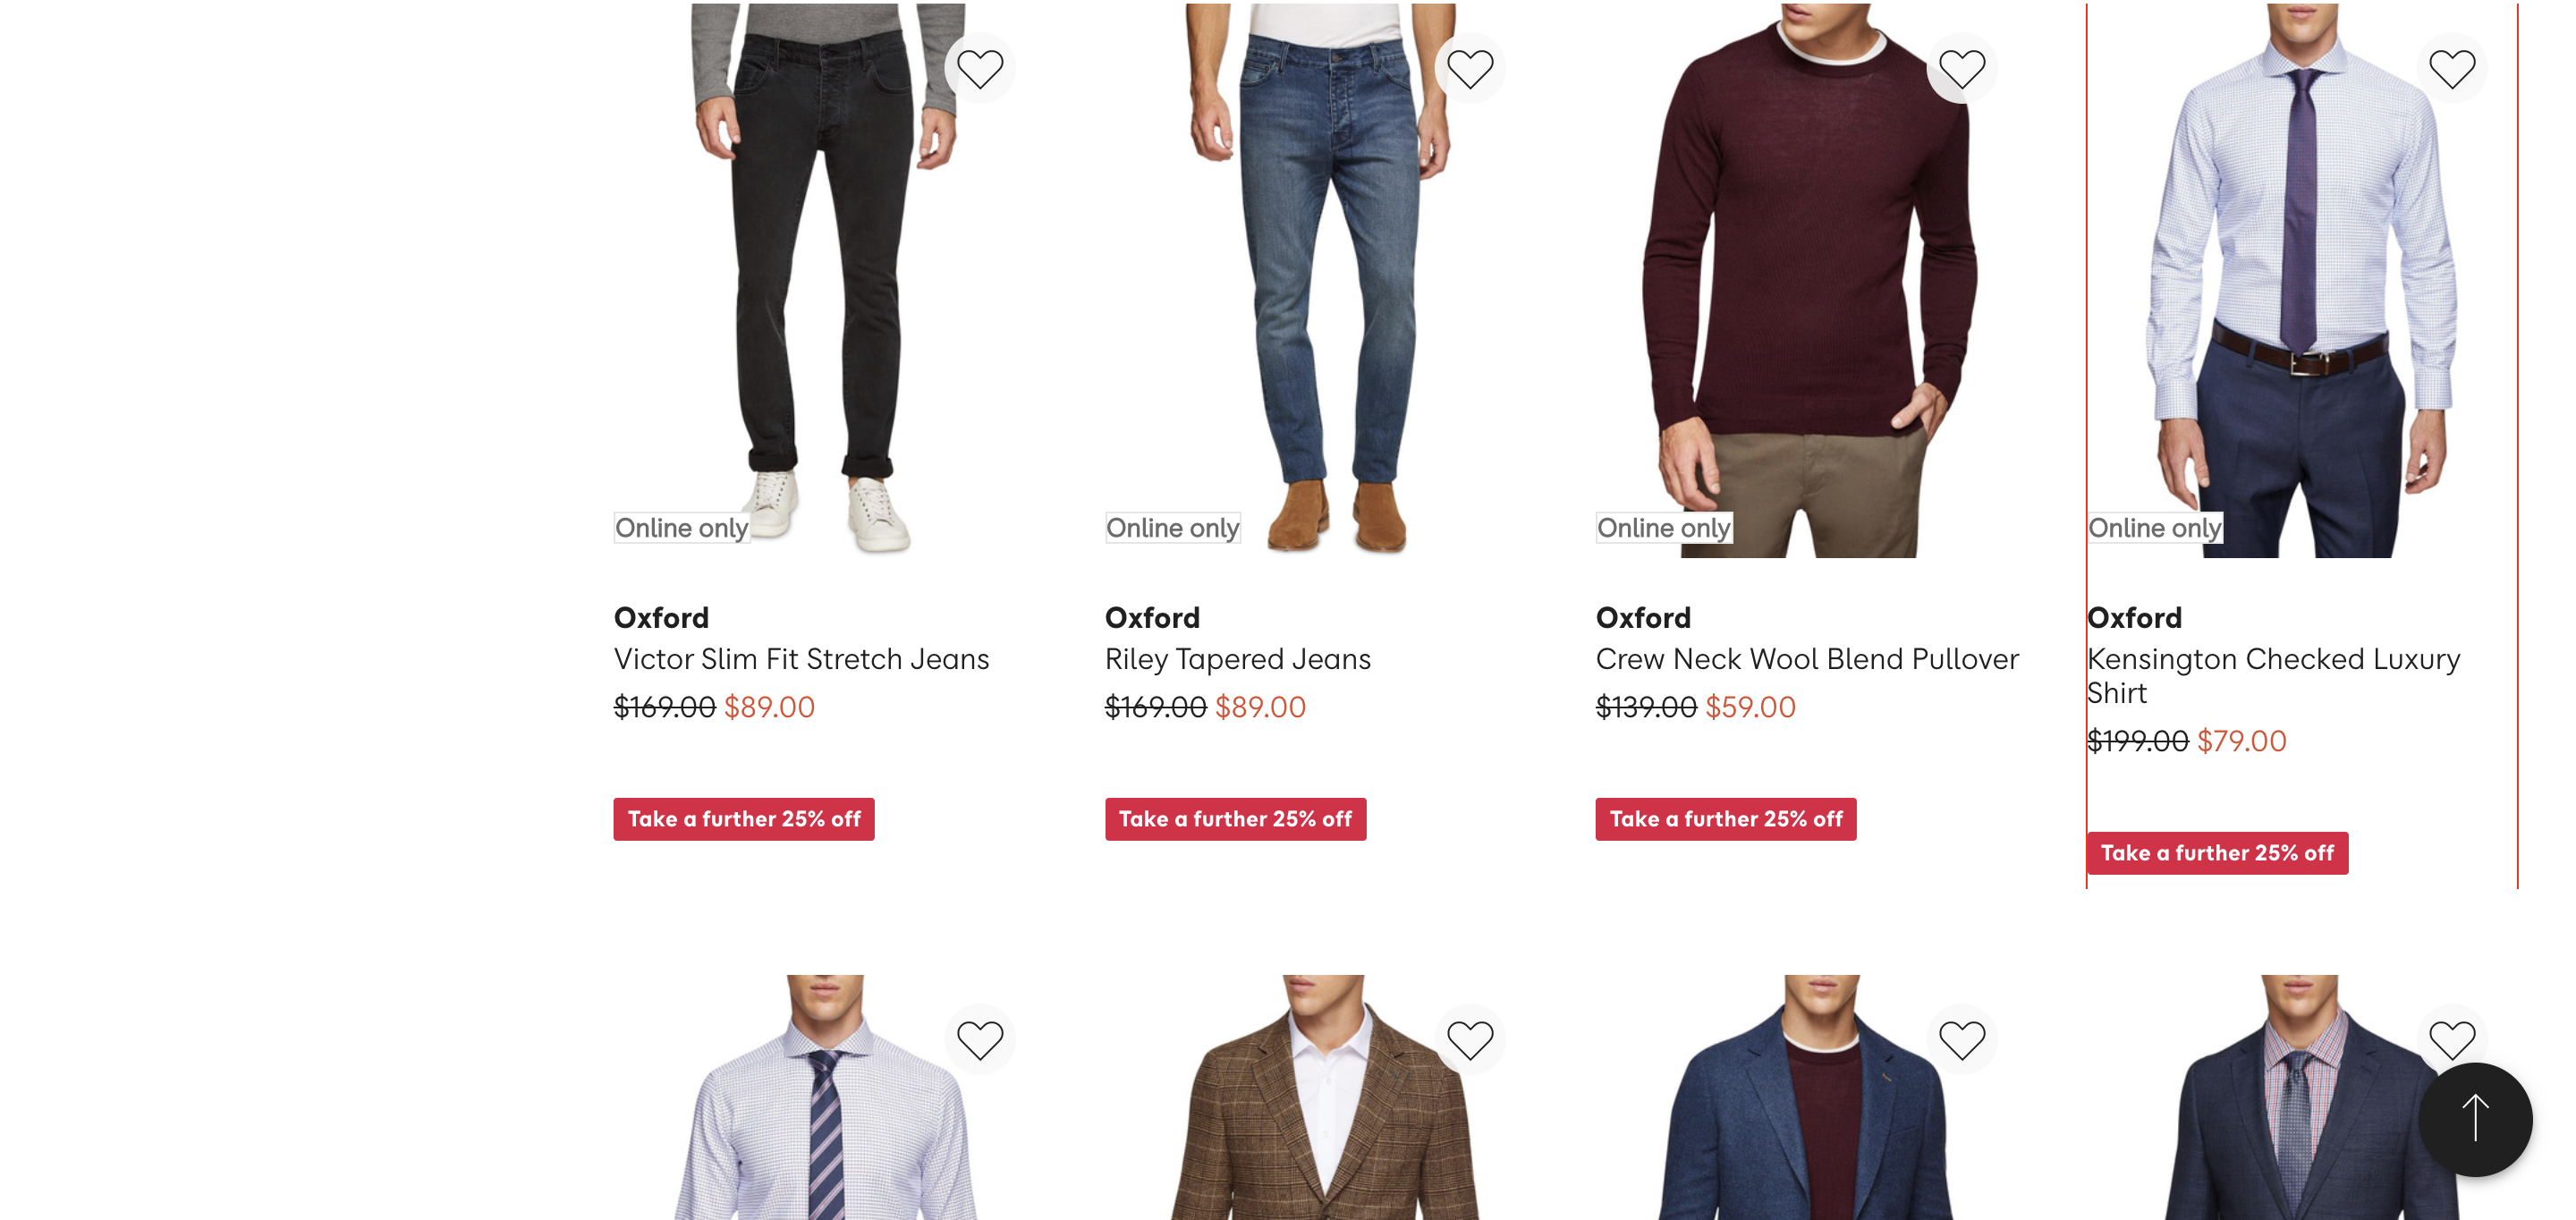 Online only
Online only
Online only
Online only
Oxford
Victor Slim Fit Stretch Jeans
$169.00 $89.00
Take a further 25% off
Oxford
Riley Tapered Jeans
$169.00 $89.00
Take a further 25% off
Oxford
Crew Neck Wool Blend Pullover
$139.00 $59.00
Take a further 25% off
Oxford
Kensington Checked Luxury
Shirt
$199.00 $79.00
Take a further 25% off